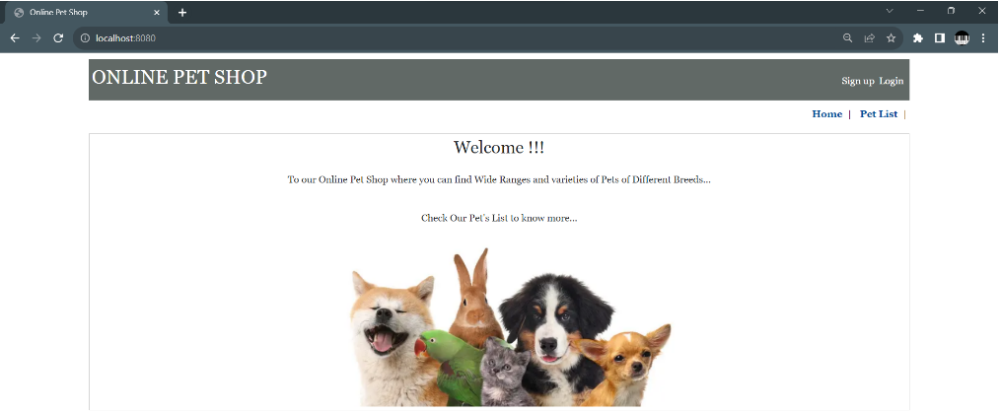 Online Pet Shop
localhost:8080
ONLINE PET SHOP
Sign up Login
Home | Pet List |
Welcome !!!
To our Online Pet Shop where you can find Wide Ranges and varieties of Pets of Different Breeds...
Check Our Pet's List to know more...